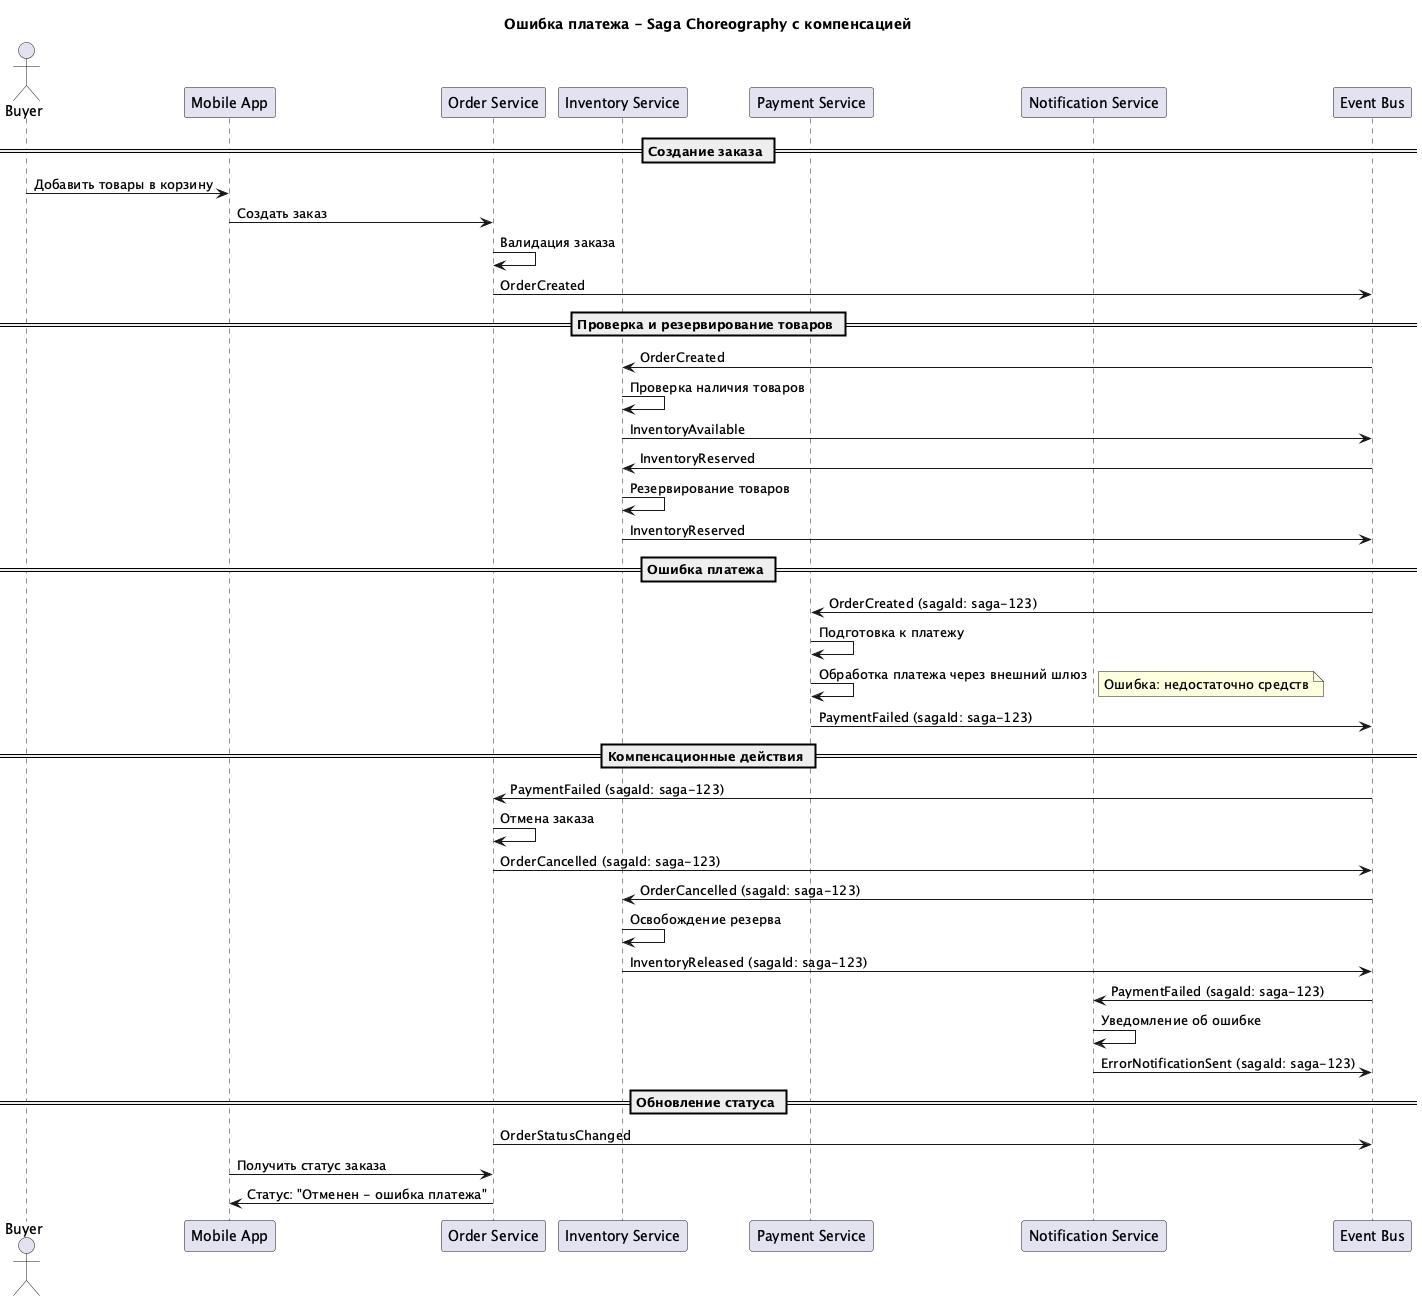 Ошибка платежа – Saga Choreography с компенсацией
Buyer
Mobile App
Order Service
Inventory Service
Payment Service
Notification Service
Event Bus
Создание заказа
Добавить товары в корзину
Создать заказ
Валидация заказа
OrderCreated
Проверка и резервирование товаров
OrderCreated
Проверка наличия товаров
InventoryAvailable
InventoryReserved
Резервирование товаров
InventoryReserved
Ошибка платежа
OrderCreated (sagaId: saga-123)
Подготовка к платежу
Обработка платежа через внешний шлюз
Ошибка: недостаточно средств
PaymentFailed (sagaId: saga-123)
Компенсационные действия
PaymentFailed (sagaId: saga-123)
Отмена заказа
OrderCancelled (sagaId: saga-123)
OrderCancelled (sagaId: saga-123)
Освобождение резерва
InventoryReleased (sagaId: saga-123)
PaymentFailed (sagaId: saga-123)
Уведомление об ошибке
ErrorNotificationSent (sagaId: saga-123)
Обновление статуса
OrderStatusChanged
Получить статус заказа
Статус: "Отменен – ошибка платежа"
Buyer
Mobile App
Order Service
Inventory Service
Payment Service
Notification Service
Event Bus